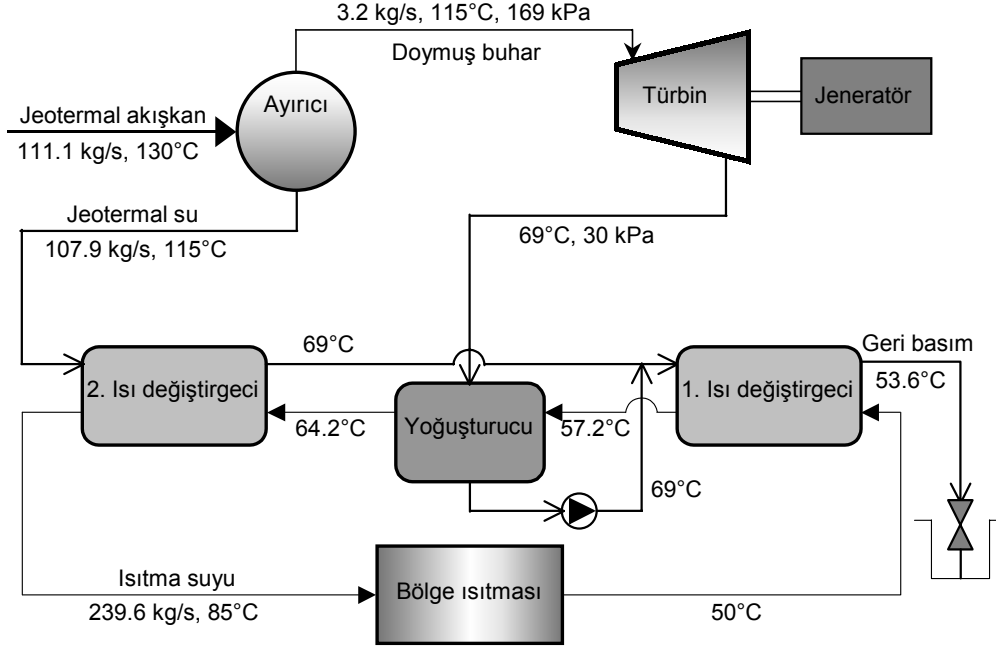 3.2 kg/s, 115°C, 169 kPa
Doymuş buhar
Ayırıcı
Türbin
Jeneratör
Jeotermal akışkan
111.1 kg/s, 130°C
Jeotermal su
107.9 kg/s, 115°C
69°C, 30 kPa
69°C
Geri basım
53.6°C
2. Isı değiştirgeci
1. Isı değiştirgeci
64.2°C
Yoğuşturucu
57.2°C
69°C
Isıtma suyu
239.6 kg/s, 85°C
Bölge ısıtması
50°C